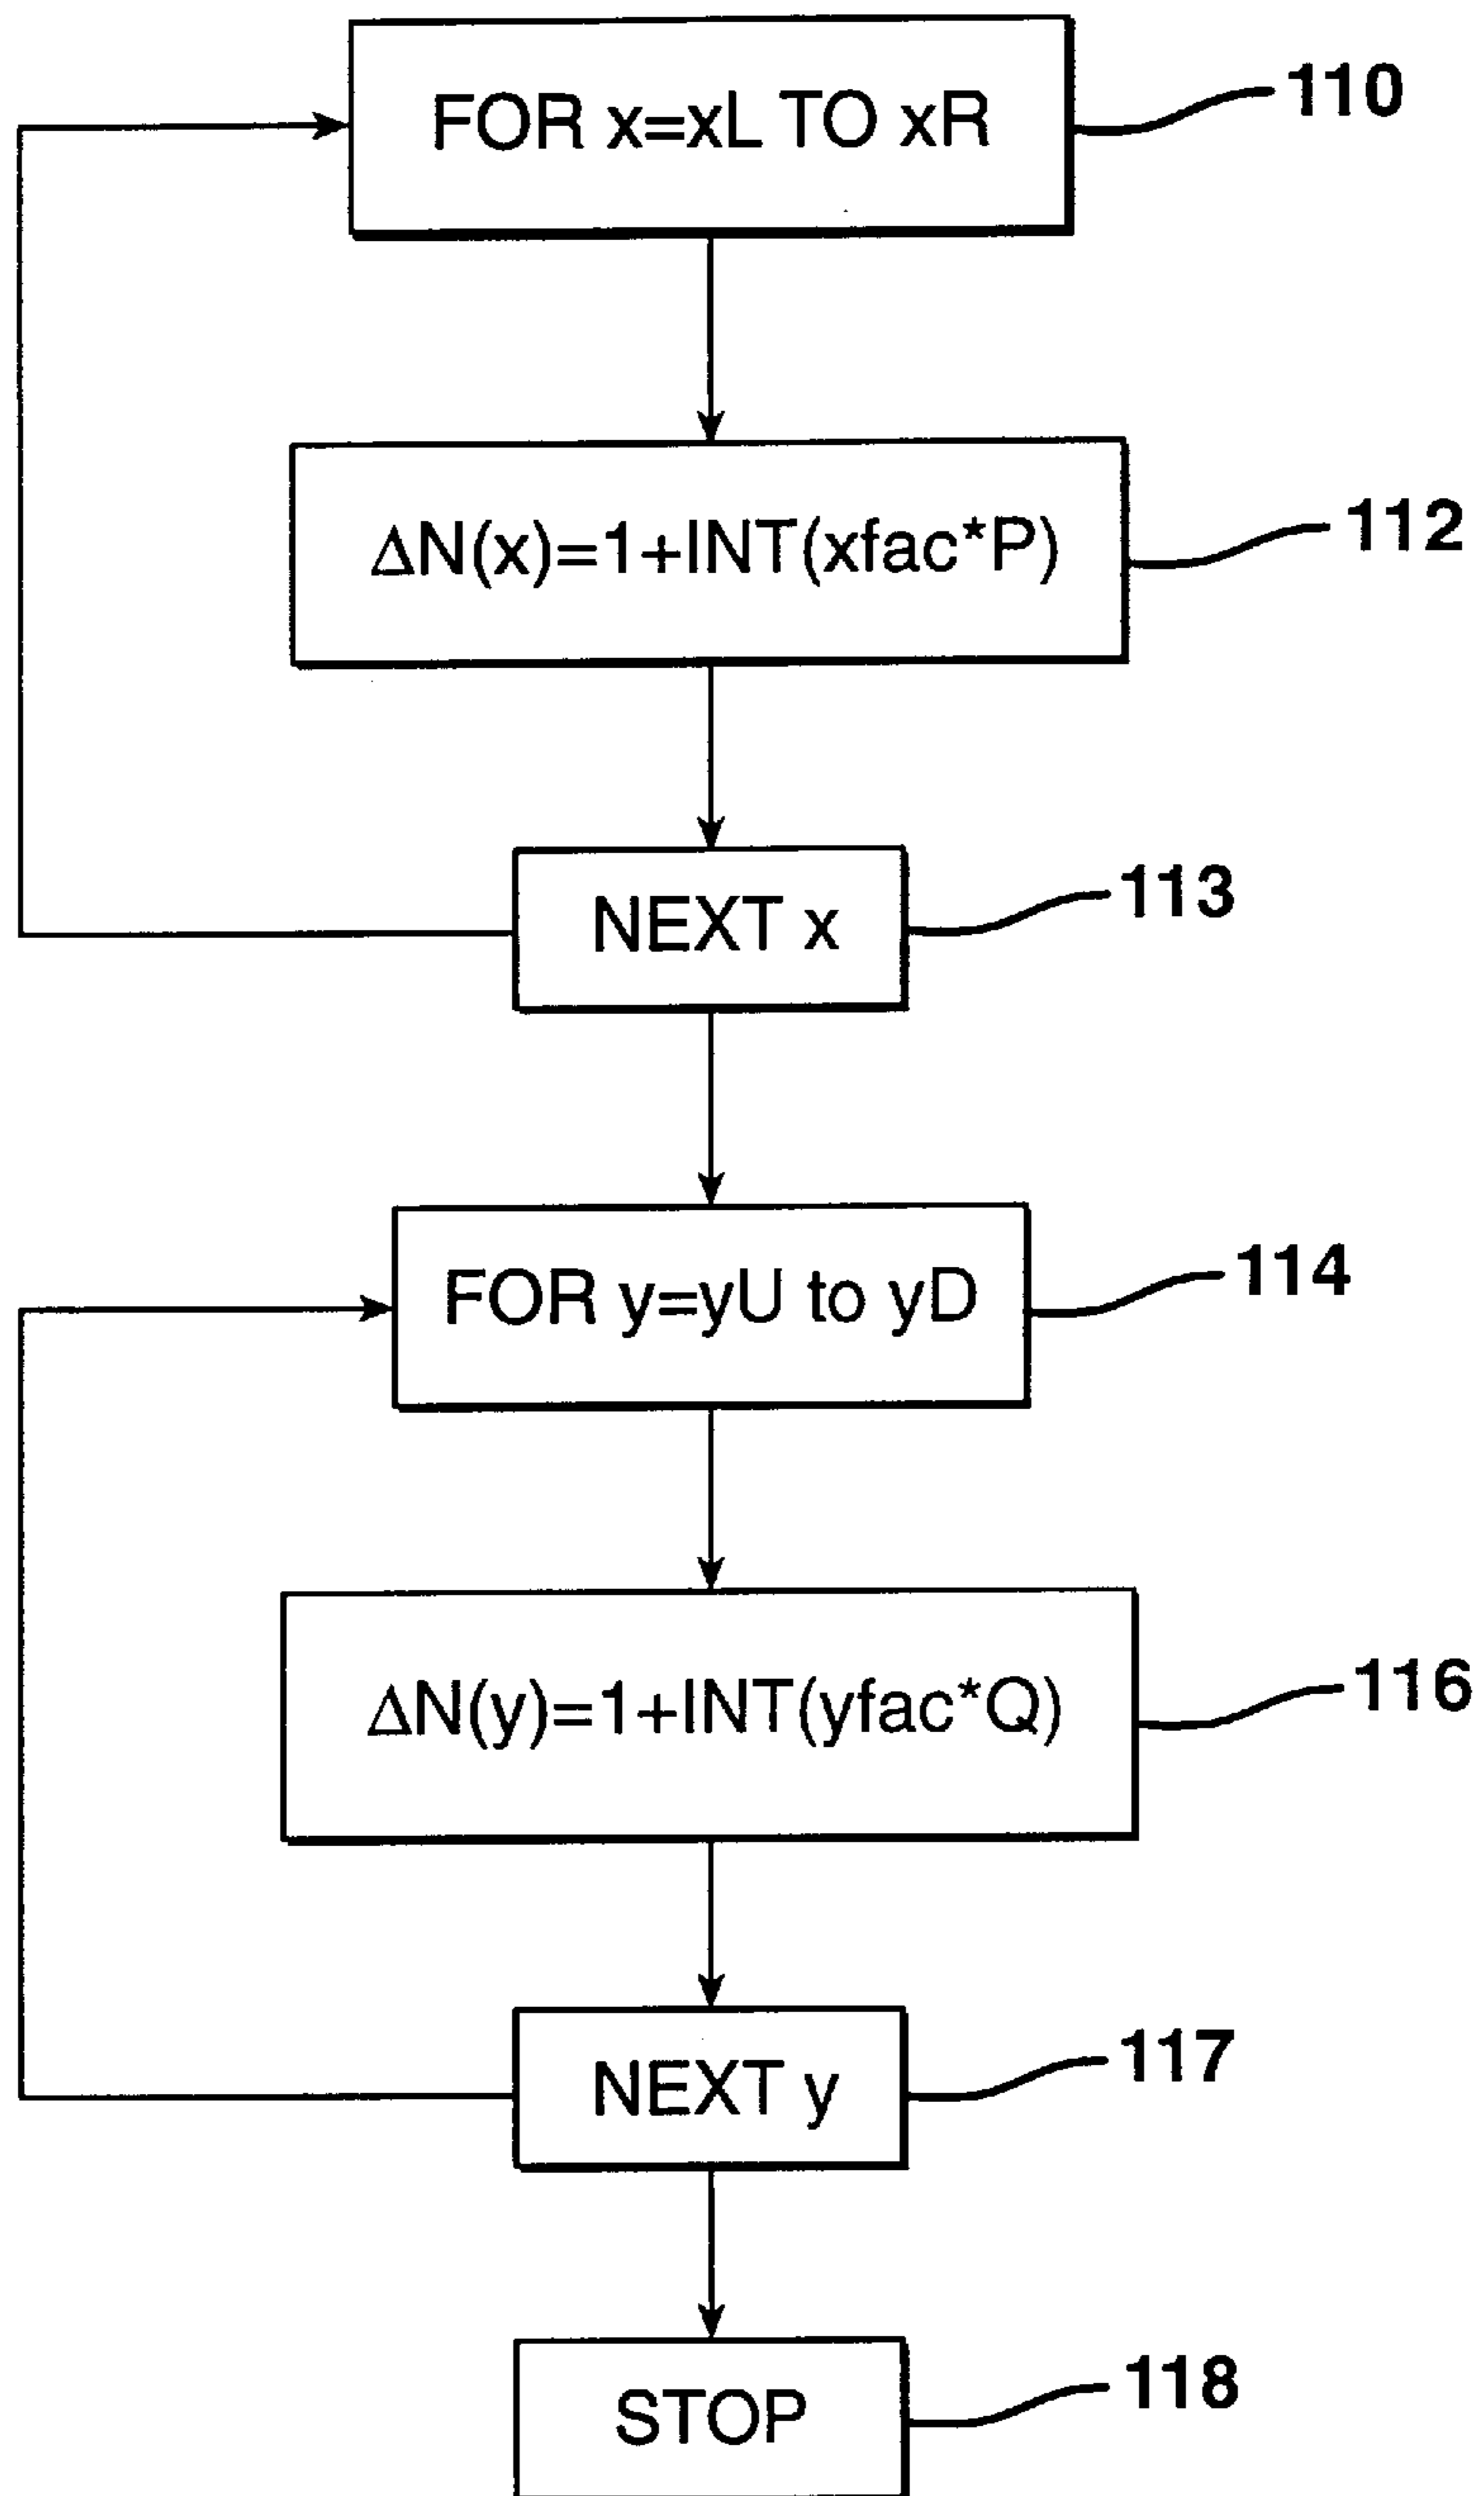 FOR x=xL TO xR
110
ΔN(x)=1+INT(xfac*P)
112
NEXT x
113
FOR y=yU to yD
114
ΔN(y)=1+INT(yfac*Q)
116
NEXT y
117
STOP
118